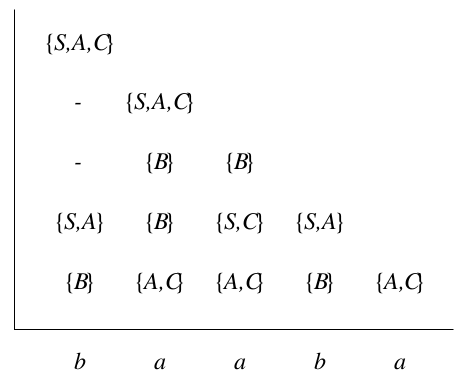 {S,A,C}
- {S,A,C}
- {B} {B}
{S,A} {B} {S,C} {S,A}
{B} {A,C} {A,C} {B} {A,C}
b a a b a